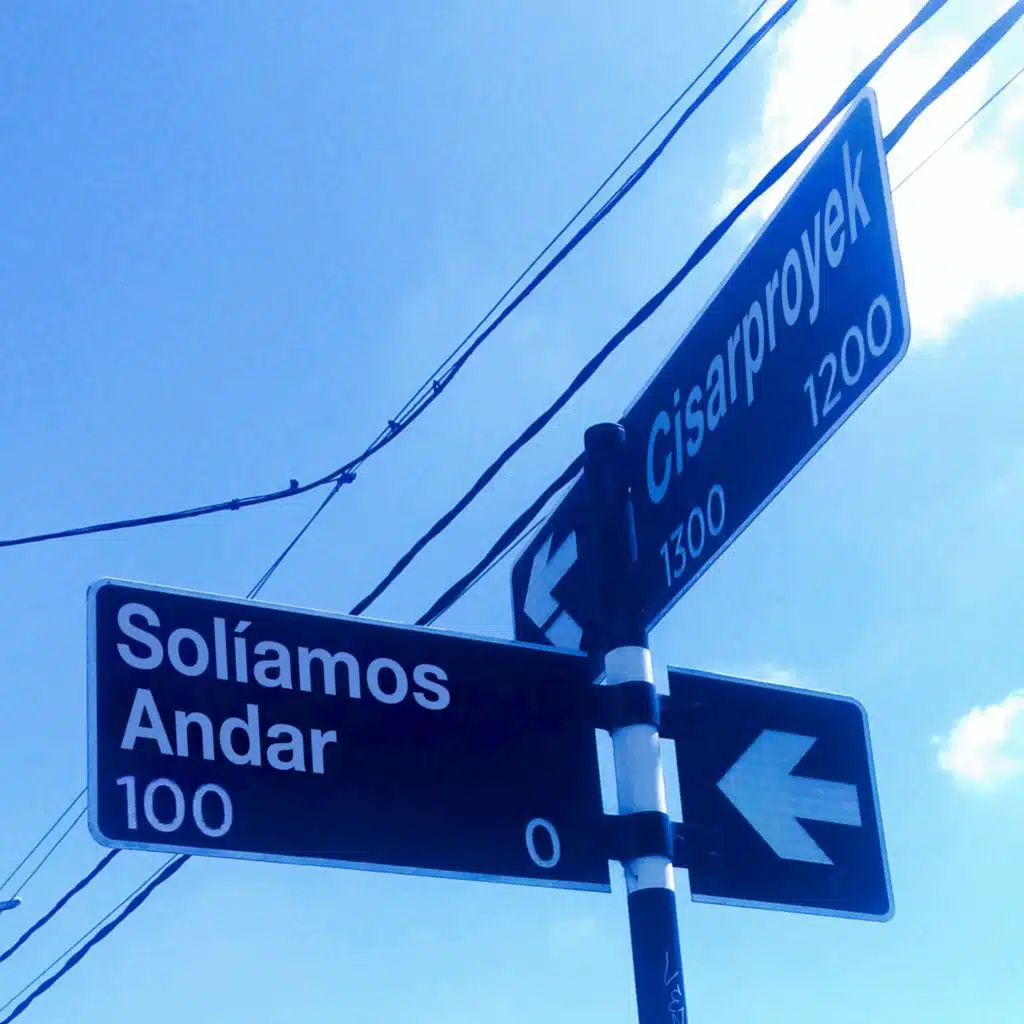 Cisarproyek
1300 1200
Solíamos
Andar
100 0